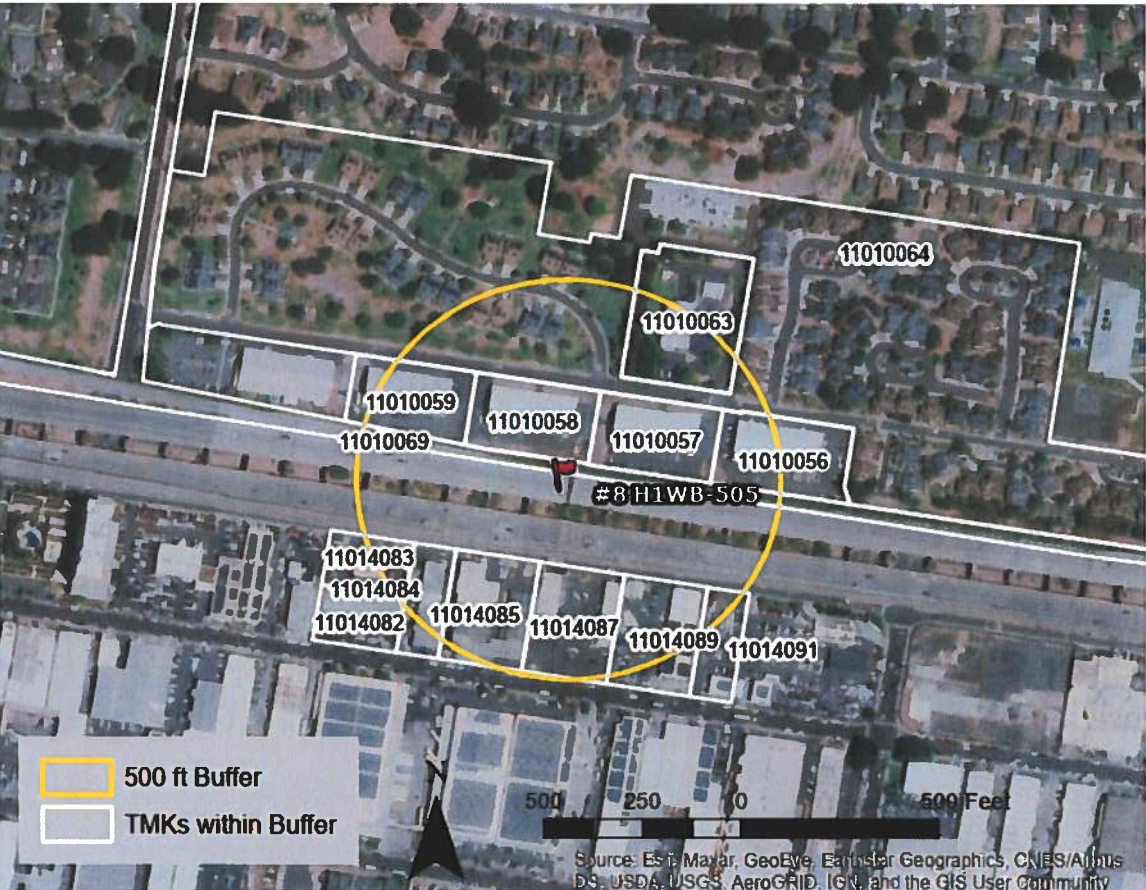 11010064
11010063
11010059
11010058
11010057
11010069
11010056
#8 H1WB-505
11014083
11014084
11014082
11014085
11014087
11014089
11014091
500 ft Buffer
TMKs within Buffer
N
500 250 0 500 Feet
Source: Esri, Maxar, GeoEye, Earthstar Geographics, CNES/Airbus
DS, USDA, USGS, AeroGRID, IGN, and the GIS User Community